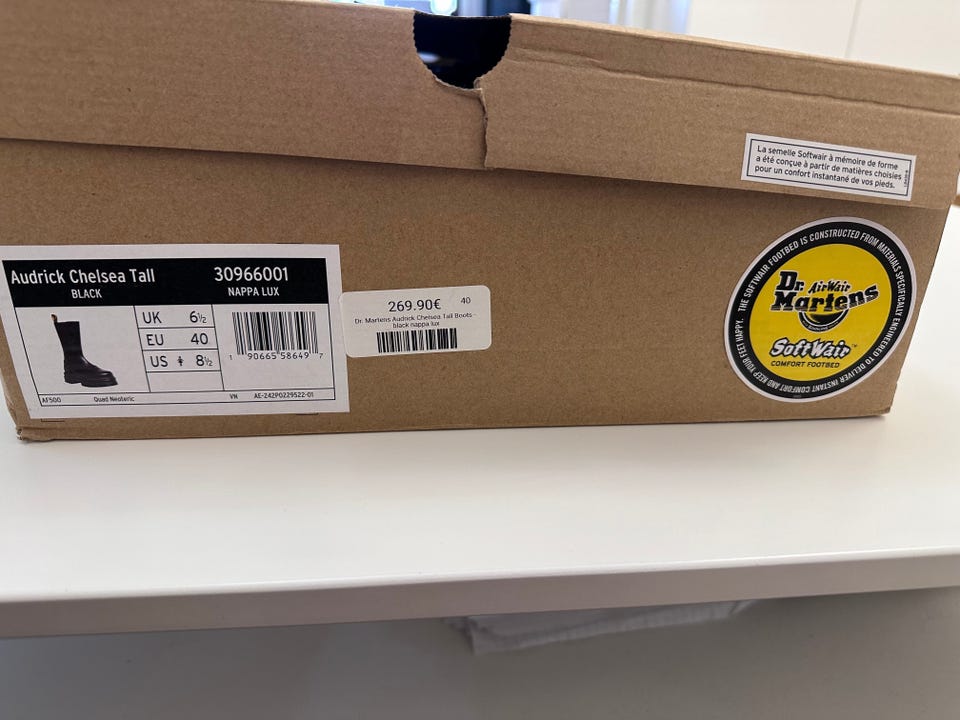 La semelle Softwair à mémoire de forme
a été conçue à partir de matières choisies
pour un confort instantané de vos pieds.
Audrick Chelsea Tall 30966001
BLACK NAPPA LUX
UK 6½
EU 40
US 8½
1 90665 58649 7
AF500 Quad Neoteric VN AE-242P0229522-01
269.90€ 40
Dr. Martens Audrick Chelsea Tall Boots -
black nappa lux
THE SOFTWAIR FOOTBED IS CONSTRUCTED FROM MATERIALS SPECIFICALLY ENGINEERED TO DELIVER INSTANT COMFORT AND KEEP YOUR FEET HAPPY.
Dr. AirWair
Martens
SoftWair™
COMFORT FOOTBED